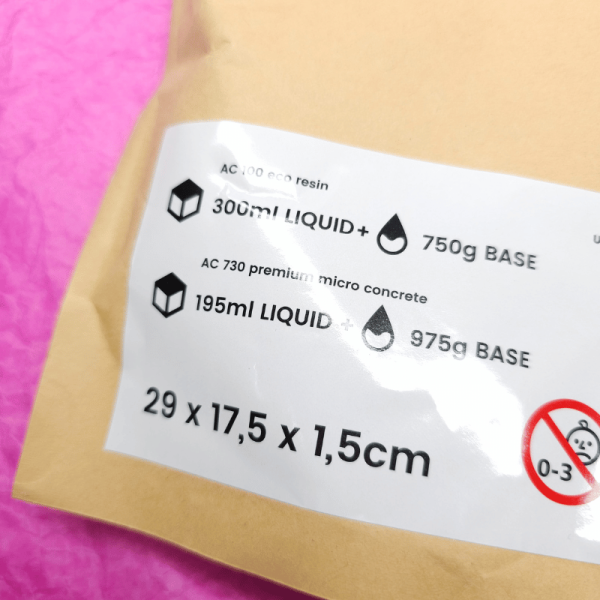 AC 100 eco resin
300ml LIQUID + 750g BASE
AC 730 premium micro concrete
195ml LIQUID + 975g BASE
29 x 17,5 x 1,5cm
0-3